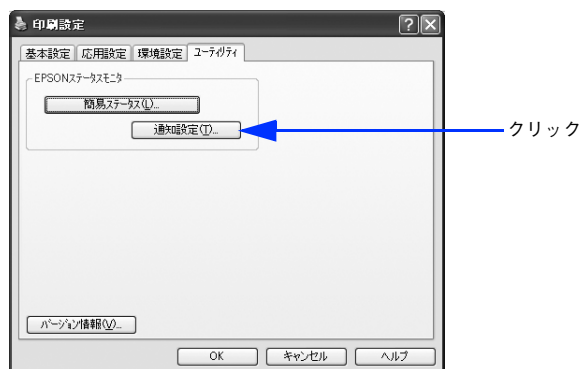 印刷設定
基本設定 応用設定 環境設定 ユーティリティ
EPSONステータスモニタ
簡易ステータス(L)...
通知設定(T)...
クリック
バージョン情報(V)...
OK キャンセル ヘルプ